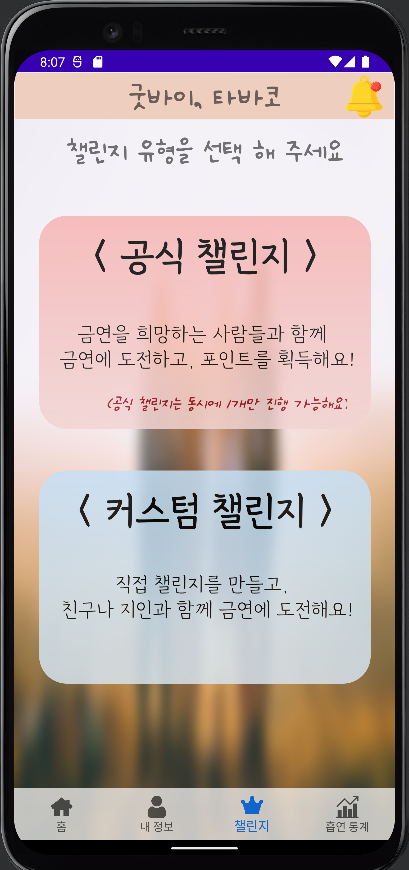 8:07
굿바이, 타바코
챌린지 유형을 선택 해 주세요
< 공식 챌린지 >
금연을 희망하는 사람들과 함께
금연에 도전하고, 포인트를 획득해요!
(공식 챌린지는 동시에 1개만 진행 가능해요)
< 커스텀 챌린지 >
직접 챌린지를 만들고,
친구나 지인과 함께 금연에 도전해요!
홈 내 정보 챌린지 흡연 통계